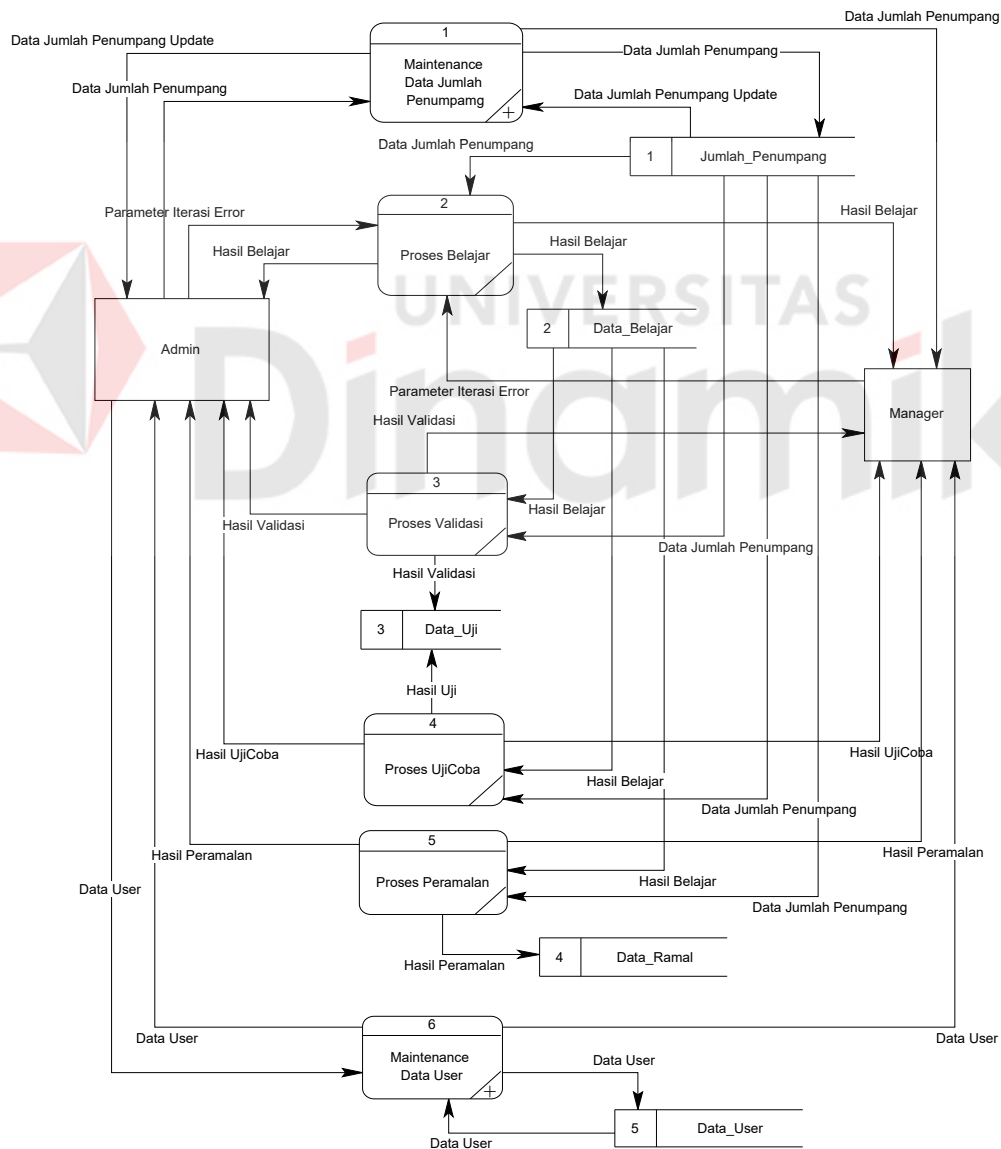 Data Jumlah Penumpang
1
Data Jumlah Penumpang Update
Data Jumlah Penumpang
Maintenance
Data Jumlah
Penumpamg
+
Data Jumlah Penumpang
Data Jumlah Penumpang Update
Data Jumlah Penumpang
1
Jumlah_Penumpang
2
Parameter Iterasi Error
Hasil Belajar
Hasil Belajar
Hasil Belajar
Proses Belajar
UNIVERSITAS
Dinamik
2
Data_Belajar
Admin
Parameter Iterasi Error
Manager
Hasil Validasi
3
Hasil Belajar
Hasil Validasi
Proses Validasi
Data Jumlah Penumpang
Hasil Validasi
3
Data_Uji
Hasil Uji
4
Hasil UjiCoba
Hasil UjiCoba
Proses UjiCoba
Hasil Belajar
Data Jumlah Penumpang
5
Hasil Peramalan
Hasil Peramalan
Proses Peramalan
Hasil Belajar
Data User
Data Jumlah Penumpang
Hasil Peramalan
4
Data_Ramal
6
Data User
Data User
Maintenance
Data User
+
Data User
5
Data_User
Data User